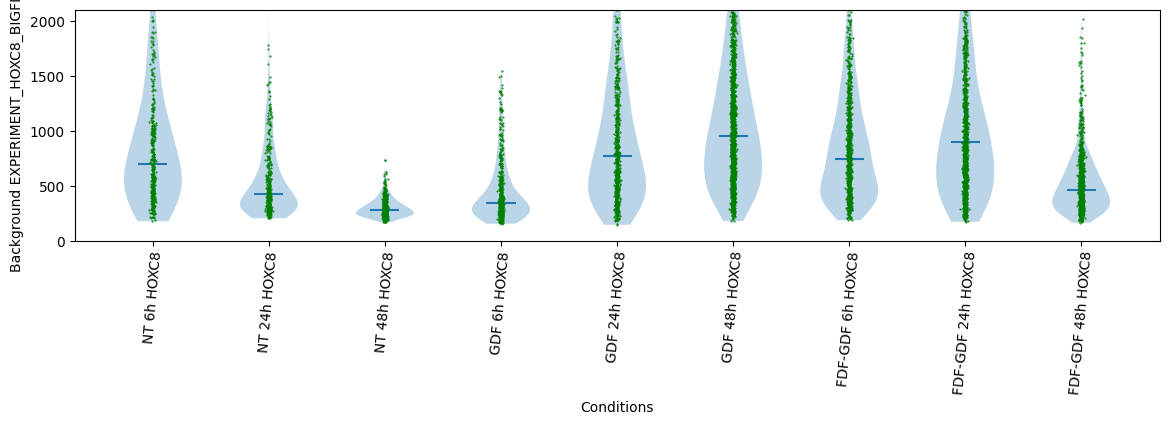 Background EXPERIMENT_HOXC8_BIGF
2000
1500
1000
500
0
NT 6h HOXC8
NT 24h HOXC8
NT 48h HOXC8
GDF 6h HOXC8
GDF 24h HOXC8
GDF 48h HOXC8
FDF-GDF 6h HOXC8
FDF-GDF 24h HOXC8
FDF-GDF 48h HOXC8
Conditions